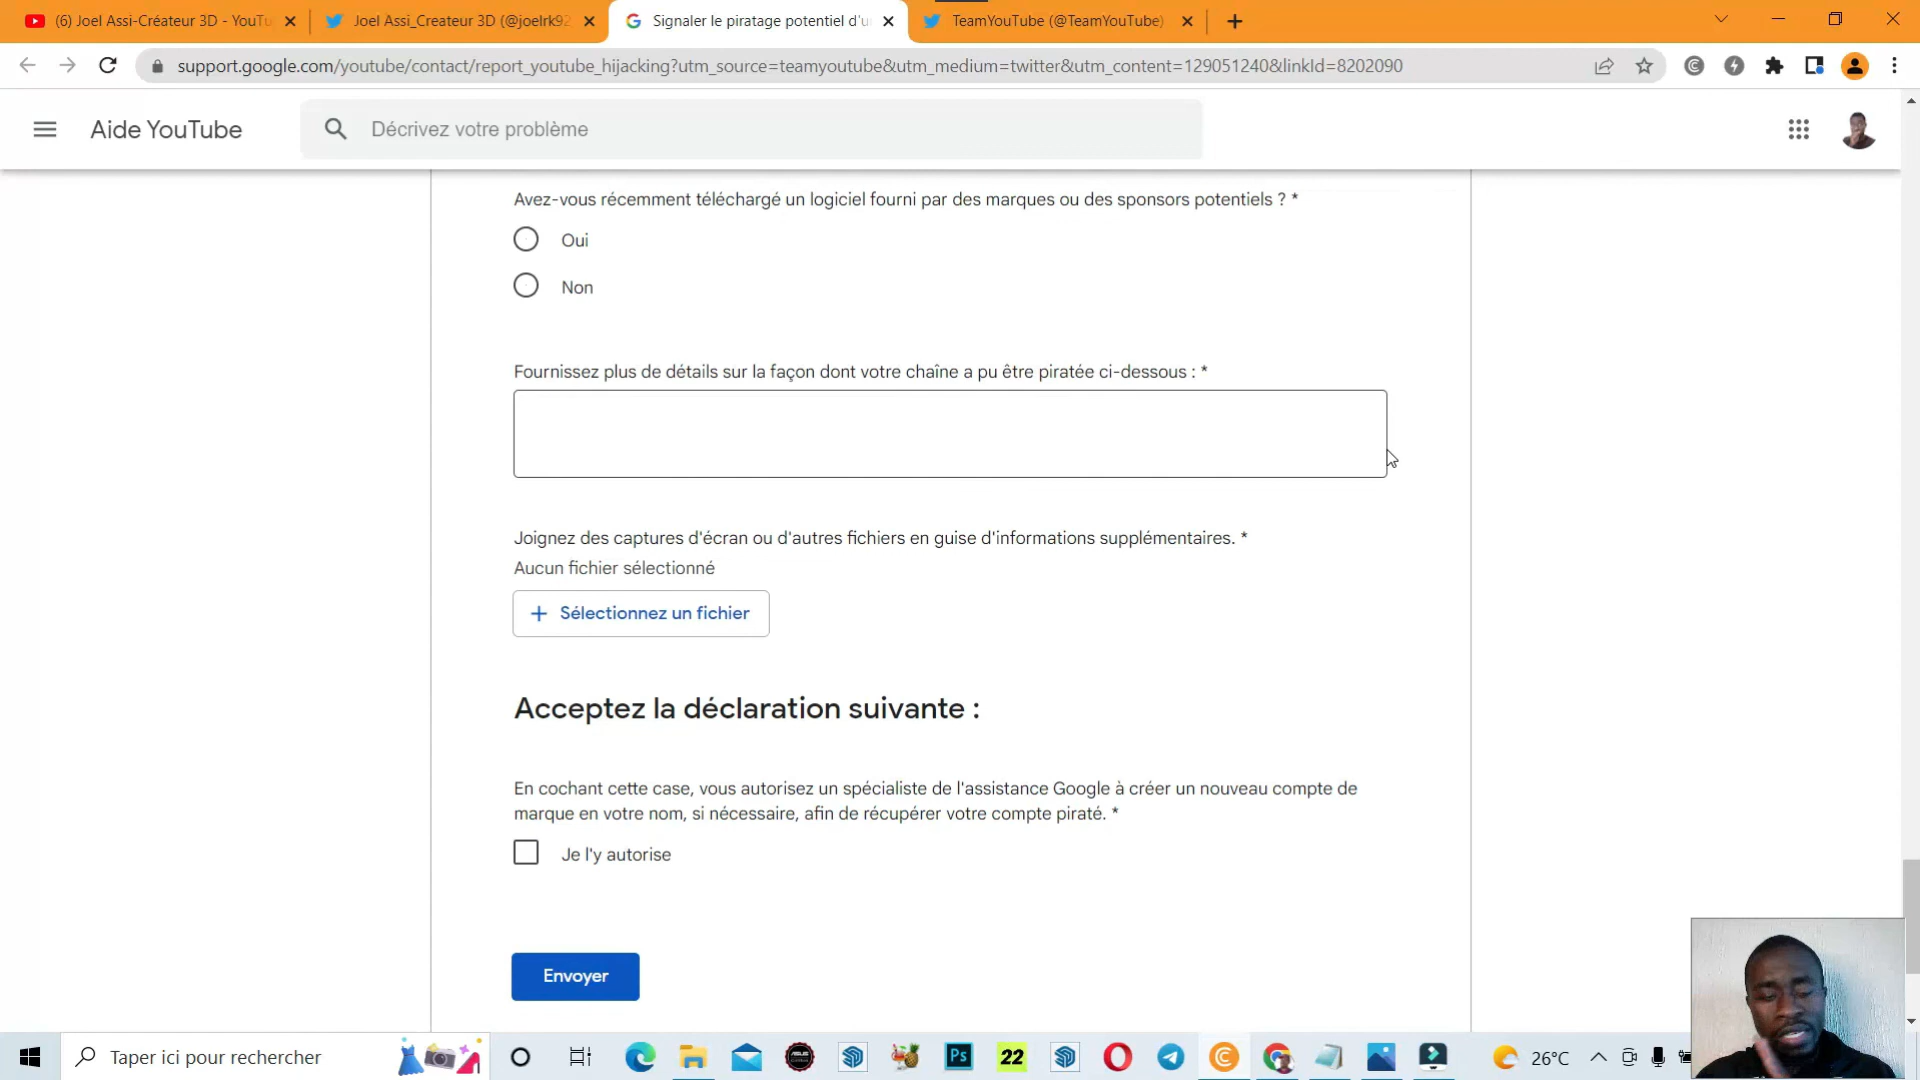 (6) Joel Assi-Créateur 3D - YouTu
Joel Assi_Createur 3D (@joelrk92
Signaler le piratage potentiel d'u
TeamYouTube (@TeamYouTube)
support.google.com/youtube/contact/report_youtube_hijacking?utm_source=teamyoutube&utm_medium=twitter&utm_content=129051240&linkId=8202090
Aide YouTube
Décrivez votre problème
Avez-vous récemment téléchargé un logiciel fourni par des marques ou des sponsors potentiels ? *
Oui
Non
Fournissez plus de détails sur la façon dont votre chaîne a pu être piratée ci-dessous : *
Joignez des captures d'écran ou d'autres fichiers en guise d'informations supplémentaires. *
Aucun fichier sélectionné
Sélectionnez un fichier
Acceptez la déclaration suivante :
En cochant cette case, vous autorisez un spécialiste de l'assistance Google à créer un nouveau compte de
marque en votre nom, si nécessaire, afin de récupérer votre compte piraté. *
Je l'y autorise
Envoyer
Taper ici pour rechercher
Ps
22
26°C